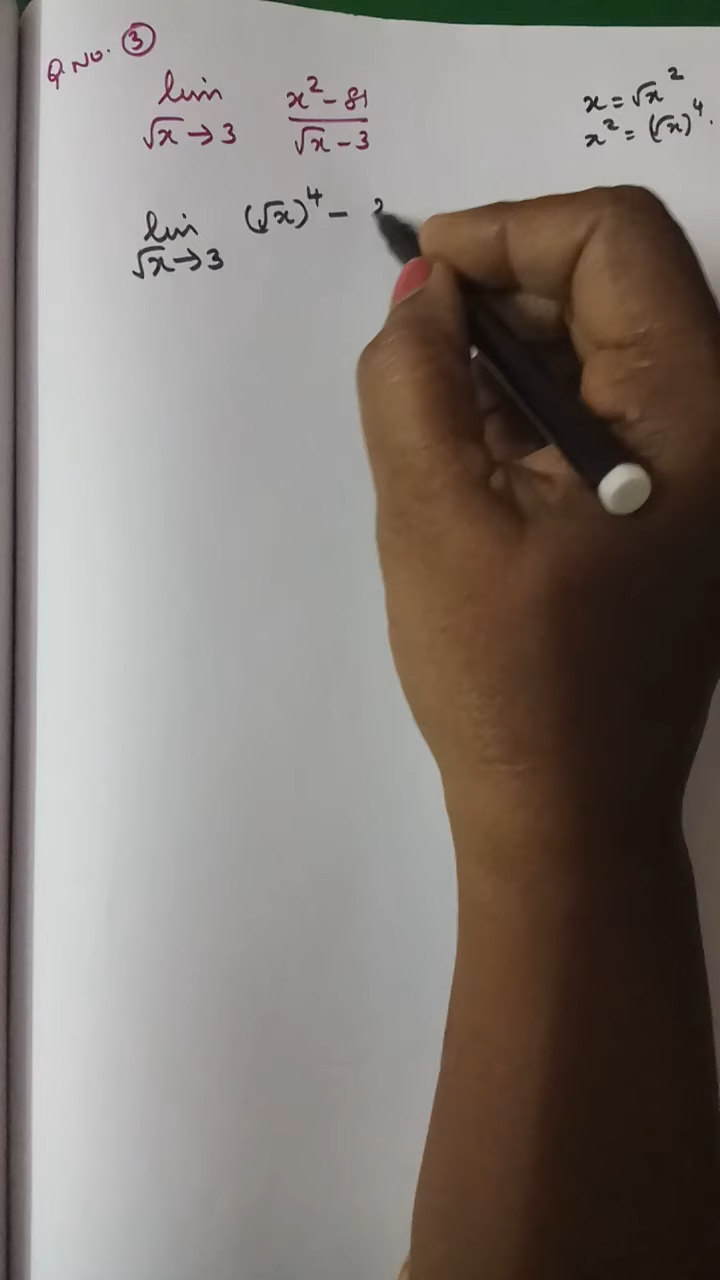 Q.No. ③
lim √x→3 (x² - 81)/(√x - 3)
x = √x²
x² = (√x)⁴.
lim √x→3 (√x)⁴ -